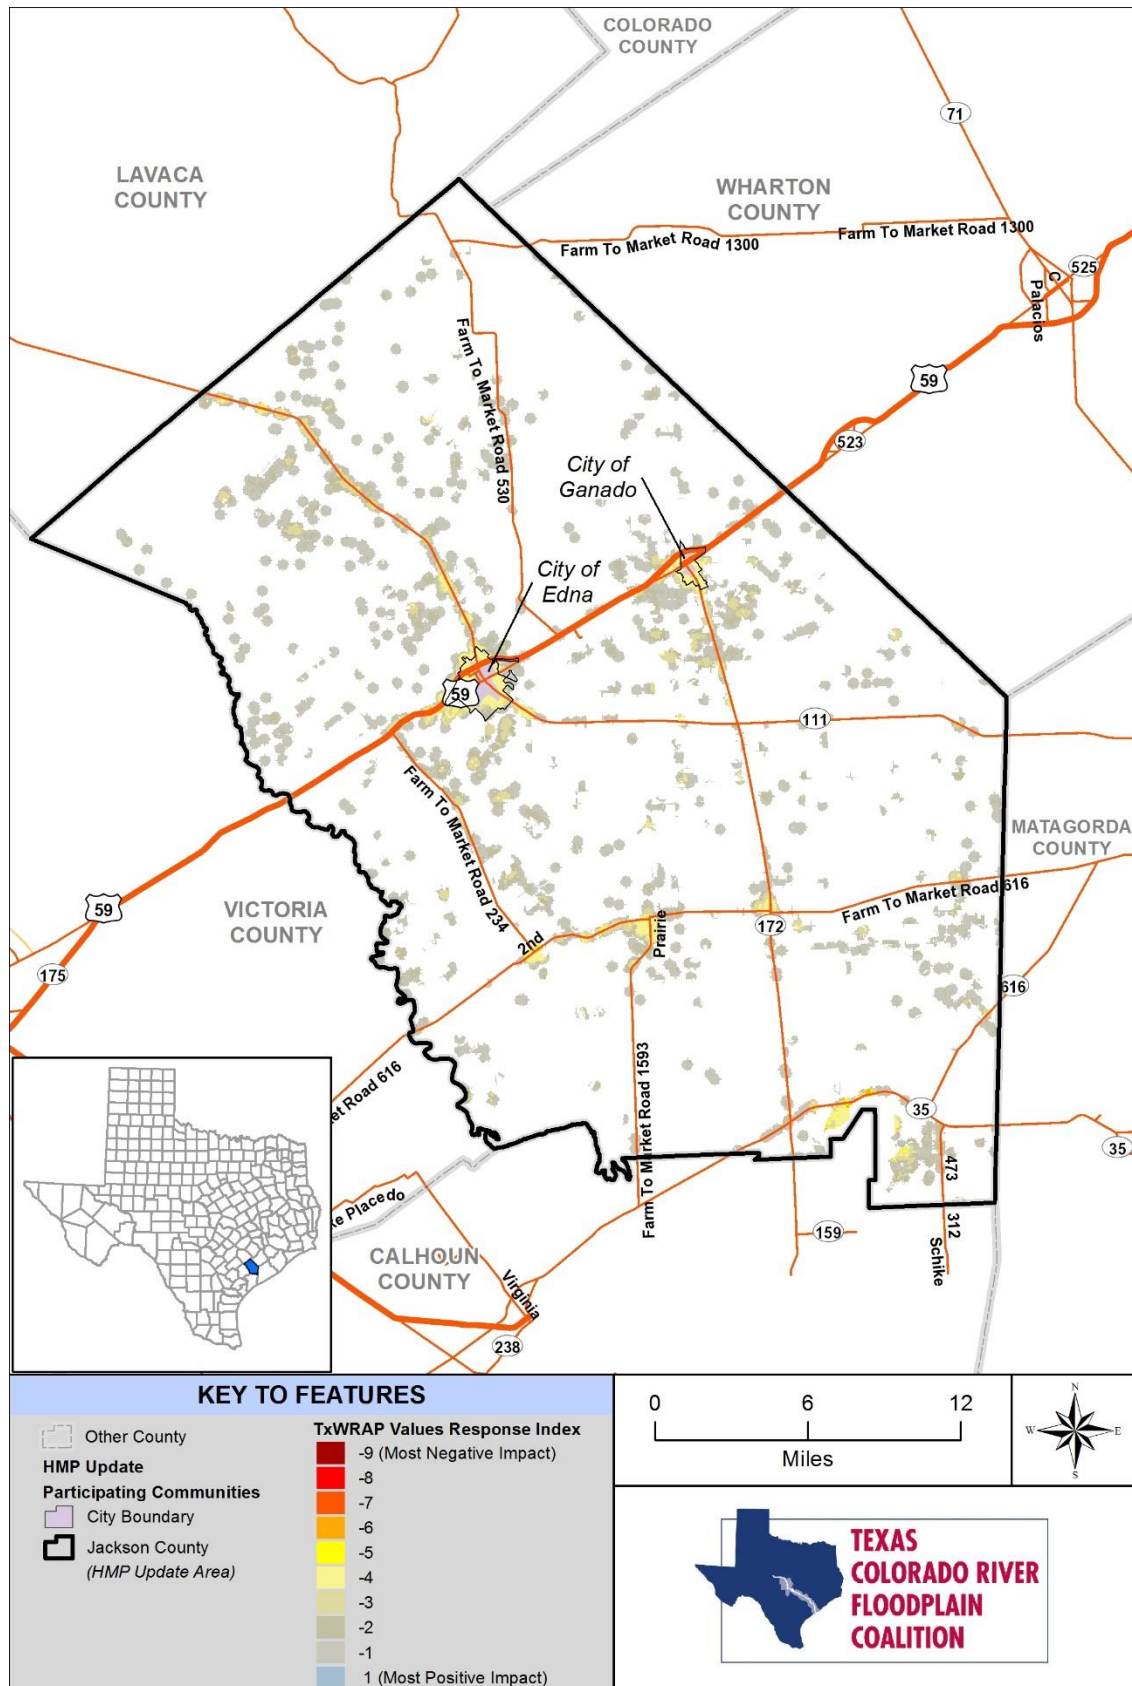 COLORADO
COUNTY
71
LAVACA
COUNTY
WHARTON
COUNTY
Farm To Market Road 1300
Farm To Market Road 1300
525
C
Palacios
Farm To Market Road 530
59
523
City of
Ganado
City of
Edna
59
111
Farm To Market Road 234
MATAGORDA
COUNTY
Farm To Market Road 616
59
VICTORIA
COUNTY
2nd
Prairie
172
175
616
Farm To Market Road 1593
ket Road 616
35
35
473
ke Placedo
312
159
Schike
CALHOUN
COUNTY
Virginia
238
KEY TO FEATURES
Other County
HMP Update
Participating Communities
City Boundary
Jackson County
(HMP Update Area)
TxWRAP Values Response Index
-9 (Most Negative Impact)
-8
-7
-6
-5
-4
-3
-2
-1
1 (Most Positive Impact)
0 6 12
Miles
N
W E
S
TEXAS
COLORADO RIVER
FLOODPLAIN
COALITION